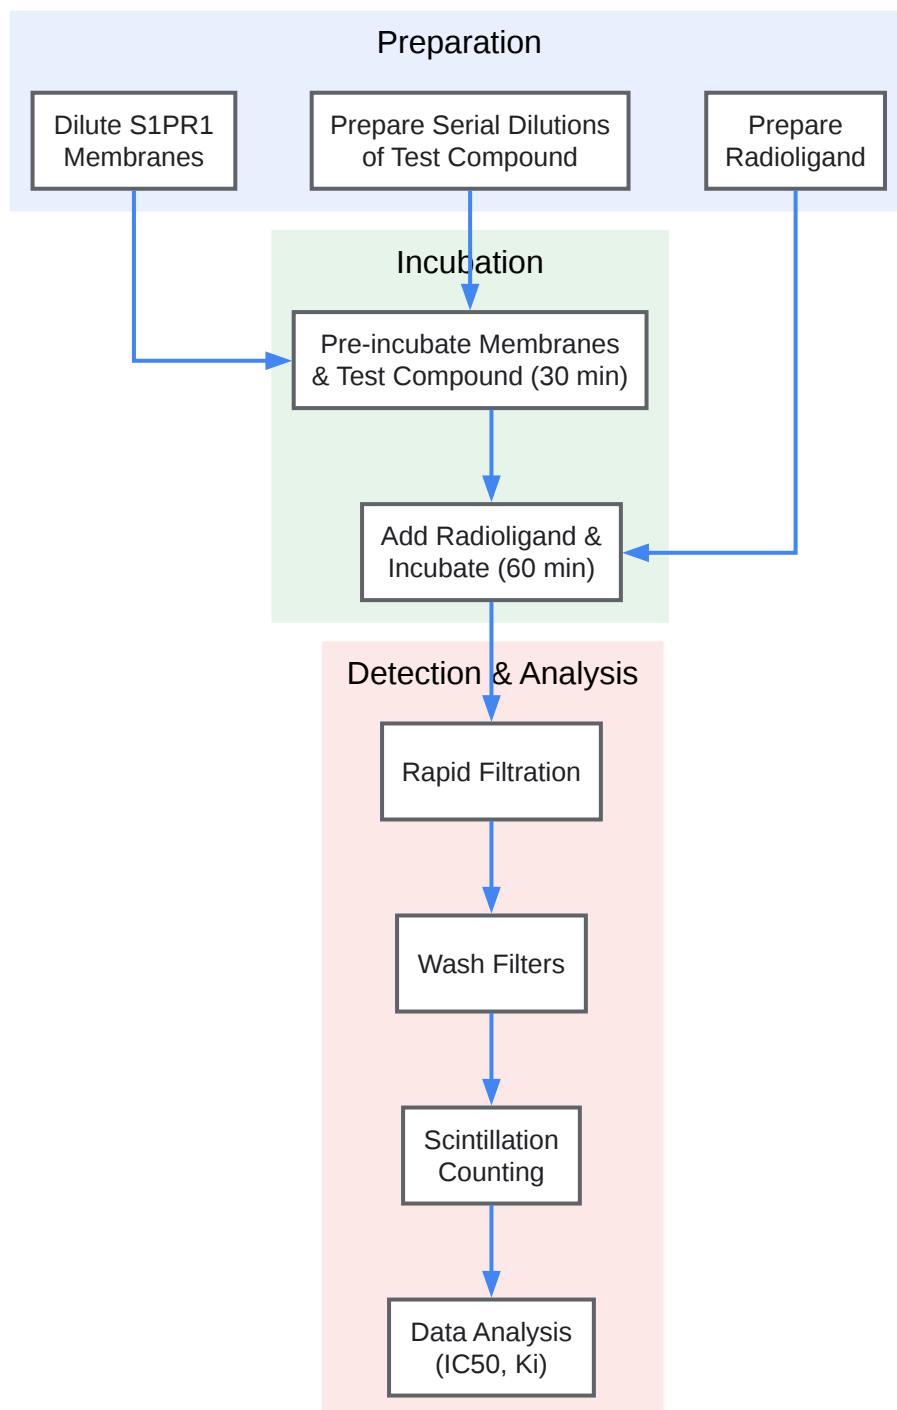 Preparation
Dilute S1PR1
Membranes
Prepare Serial Dilutions
of Test Compound
Prepare
Radioligand
Incubation
Pre-incubate Membranes
& Test Compound (30 min)
Add Radioligand &
Incubate (60 min)
Detection & Analysis
Rapid Filtration
Wash Filters
Scintillation
Counting
Data Analysis
(IC50, Ki)